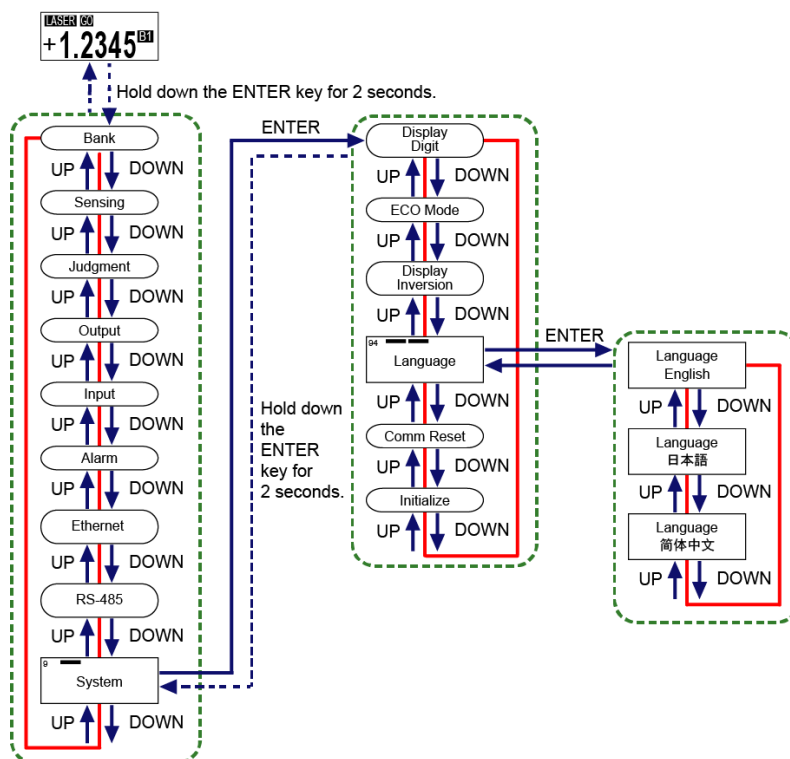 LASER GO
+1.2345 B1
Hold down the ENTER key for 2 seconds.
Bank
UP DOWN
Sensing
UP DOWN
Judgment
UP DOWN
Output
UP DOWN
Input
UP DOWN
Alarm
UP DOWN
Ethernet
UP DOWN
RS-485
UP DOWN
9
System
UP DOWN
ENTER
Hold down
the
ENTER
key for
2 seconds.
Display
Digit
UP DOWN
ECO Mode
UP DOWN
Display
Inversion
UP DOWN
94
Language
UP DOWN
Comm Reset
UP DOWN
Initialize
UP DOWN
ENTER
Language
English
UP DOWN
Language
日本語
UP DOWN
Language
简体中文
UP DOWN